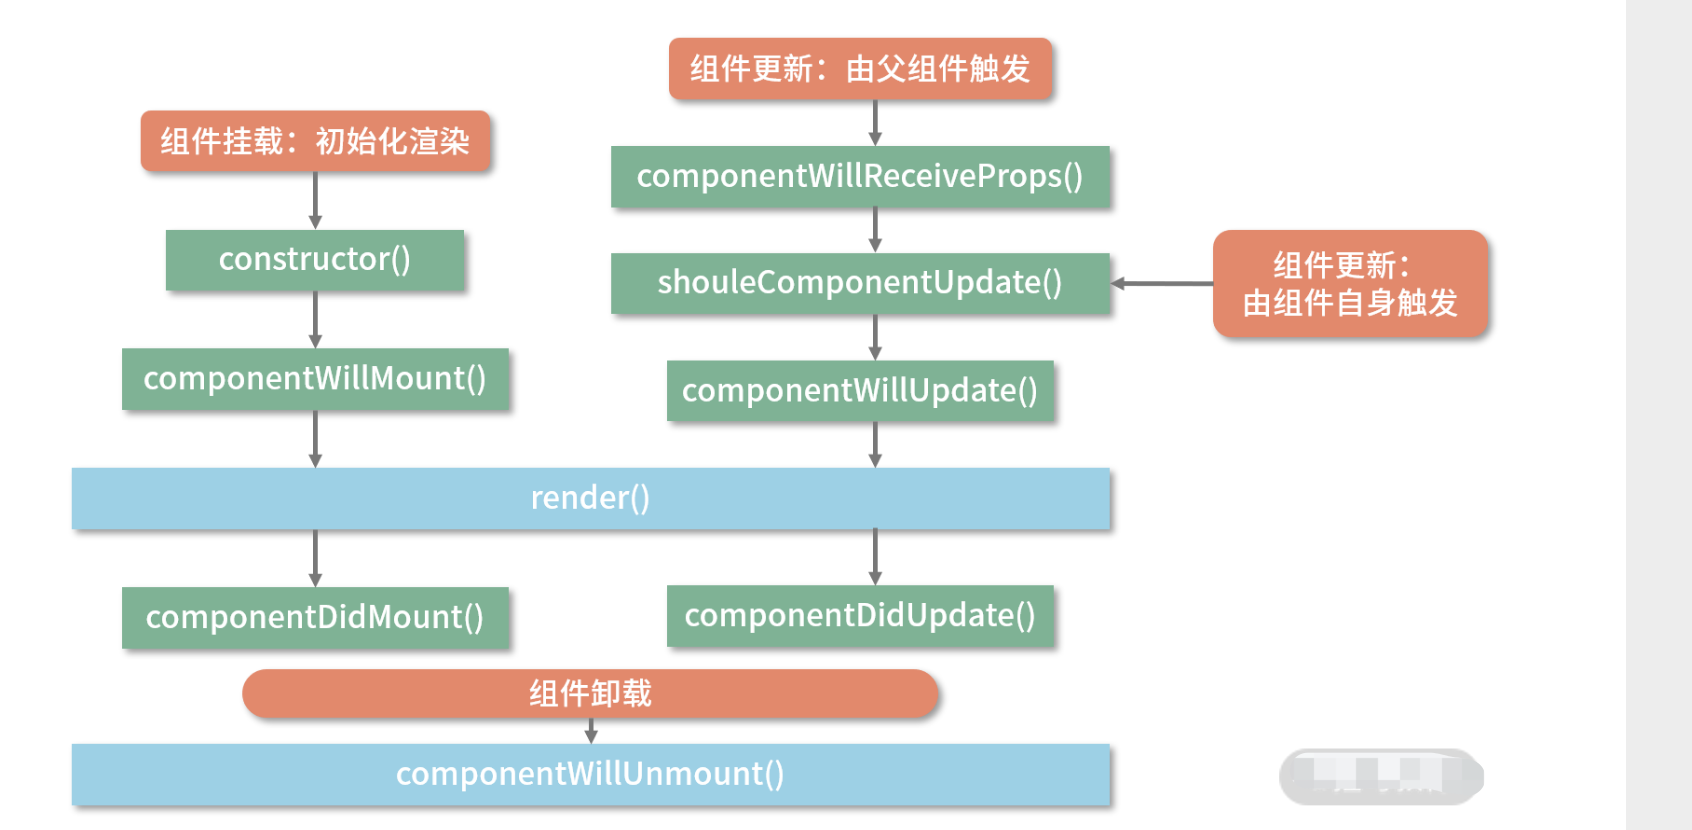 组件更新：由父组件触发
组件挂载：初始化渲染
componentWillReceiveProps()
constructor()
shouleComponentUpdate()
组件更新：
由组件自身触发
componentWillMount()
componentWillUpdate()
render()
componentDidMount()
componentDidUpdate()
组件卸载
componentWillUnmount()